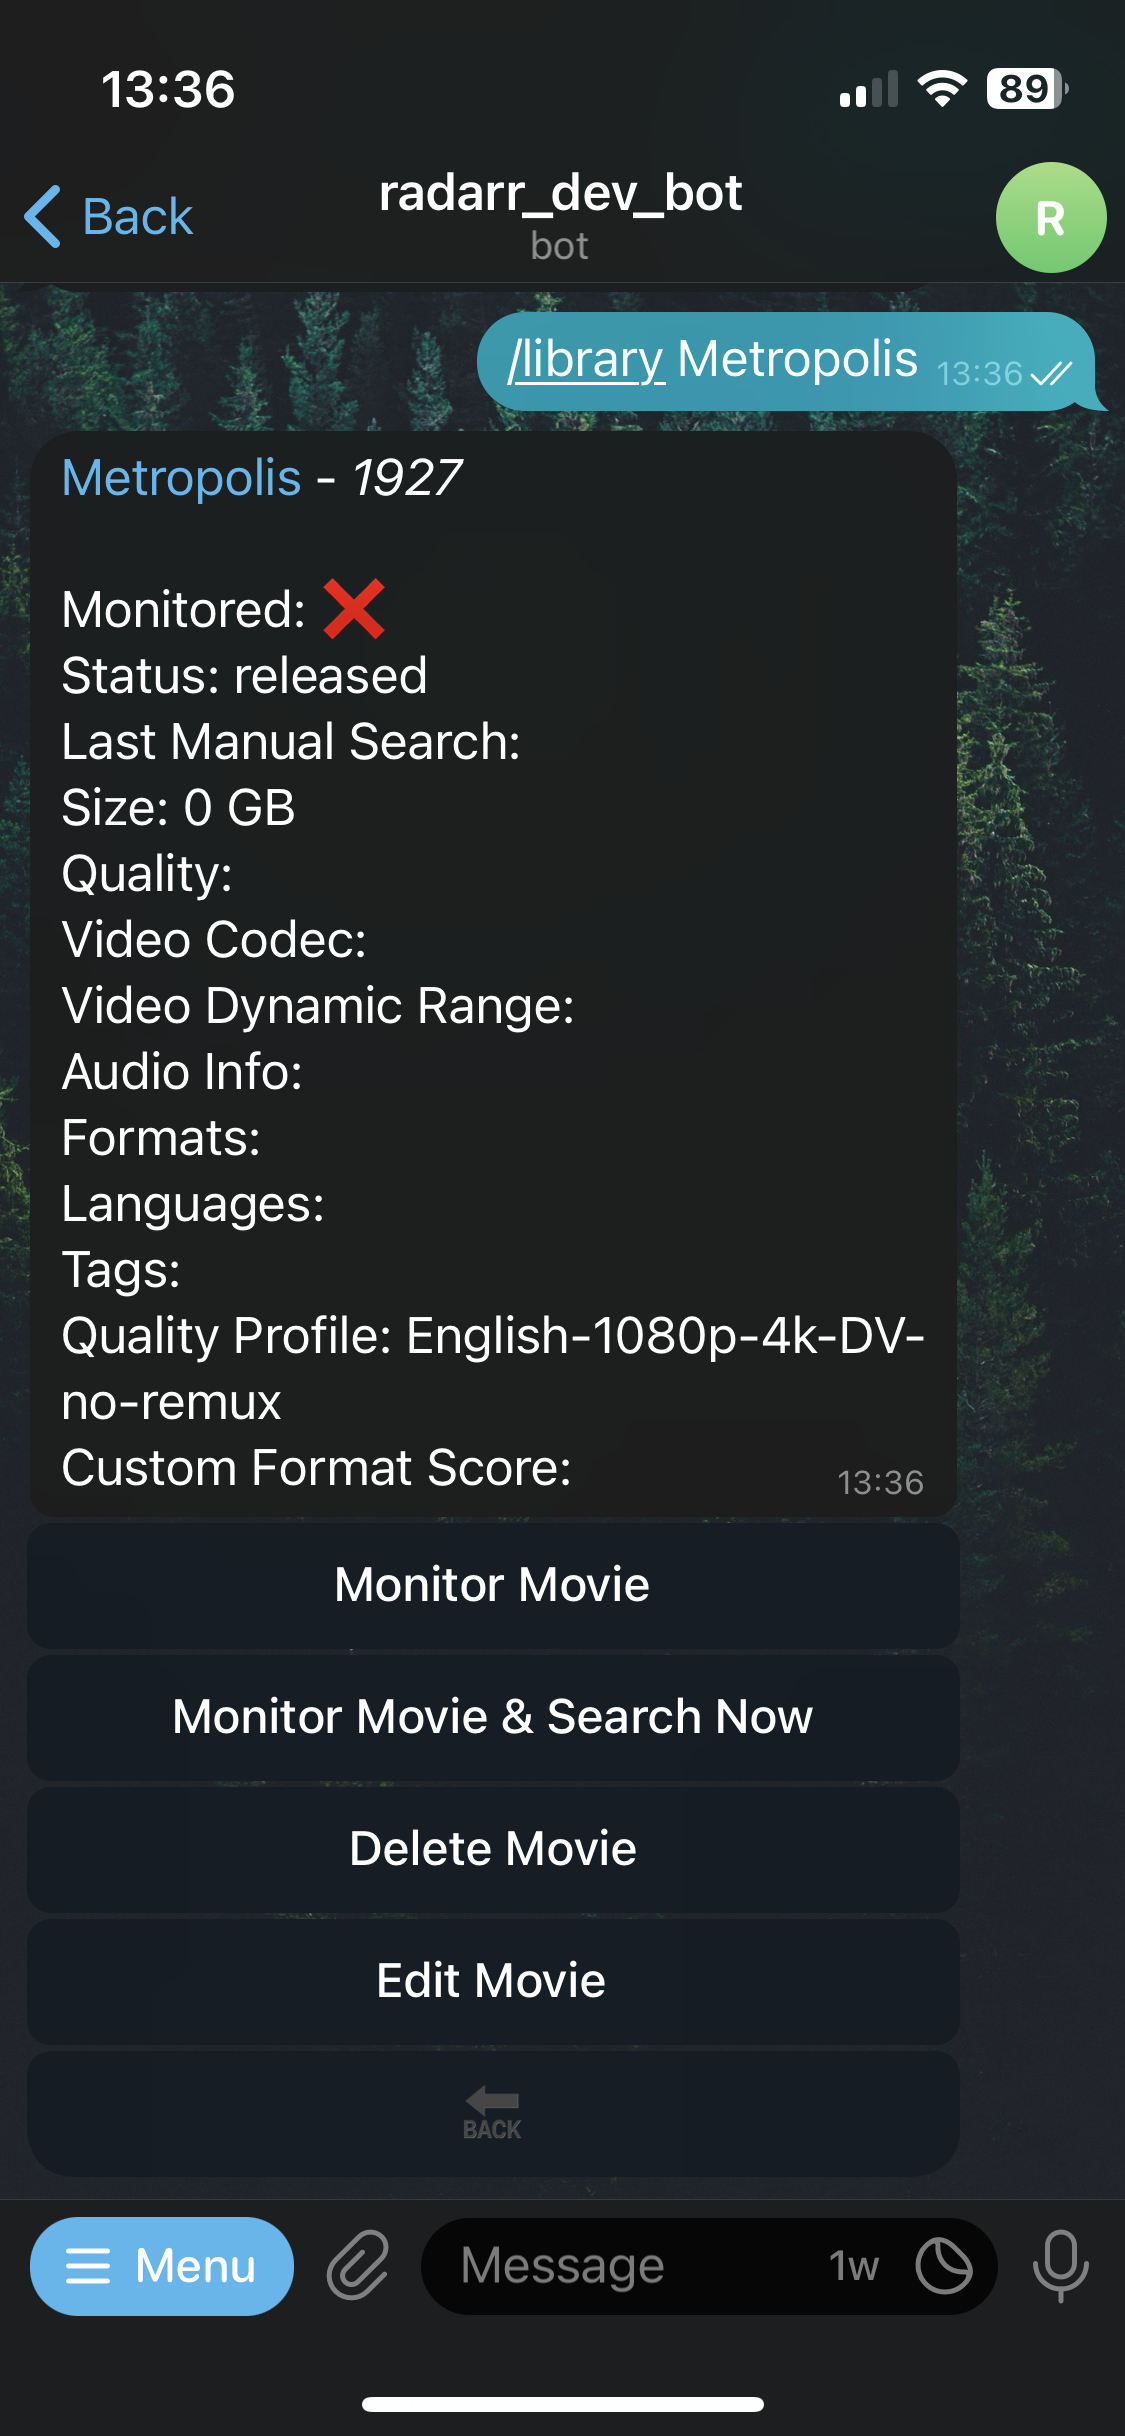 13:36
89
Back
radarr_dev_bot
bot
R
/library Metropolis 13:36
Metropolis - 1927
Monitored: ❌
Status: released
Last Manual Search:
Size: 0 GB
Quality:
Video Codec:
Video Dynamic Range:
Audio Info:
Formats:
Languages:
Tags:
Quality Profile: English-1080p-4k-DV-
no-remux
Custom Format Score:
13:36
Monitor Movie
Monitor Movie & Search Now
Delete Movie
Edit Movie
BACK
Menu
Message
1w